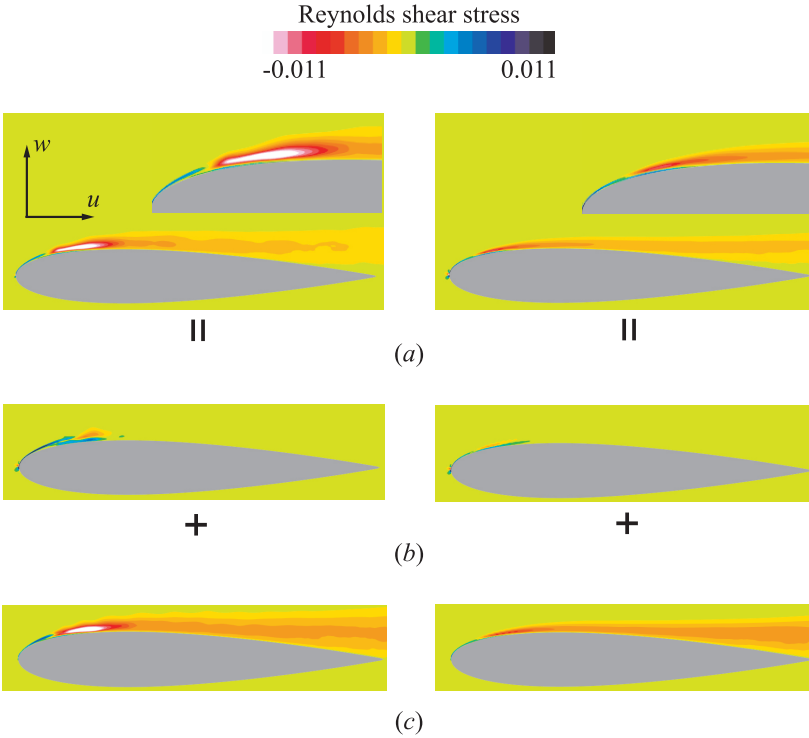 Reynolds shear stress
-0.011 0.011
w
u
=  =
(a)
+ +
(b)
(c)